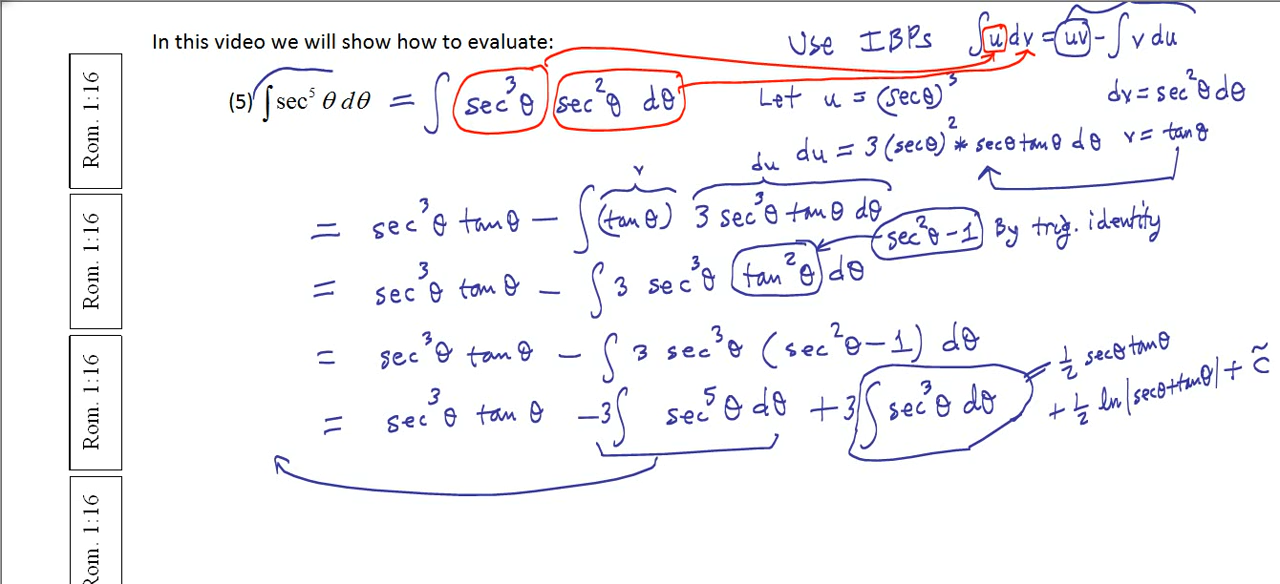 In this video we will show how to evaluate:
Use IBPs ∫udv = uv - ∫v du
(5) ∫sec⁵ θ dθ = ∫ sec³θ sec²θ dθ
Let u = (secθ)³
dv = sec²θ dθ
du = 3(secθ)² * secθ tanθ dθ
v = tanθ
v
du
= sec³θ tanθ - ∫(tanθ) 3 sec³θ tanθ dθ
sec²θ-1 By trig. identity
= sec³θ tanθ - ∫3 sec³θ tan²θ dθ
= sec³θ tanθ - ∫3 sec³θ (sec²θ-1) dθ
= sec³θ tanθ -3∫ sec⁵θ dθ +3∫sec³θ dθ
= ½ secθ tanθ
+ ½ ln|secθ+tanθ| + c̃
Rom. 1:16
Rom. 1:16
Rom. 1:16
Rom. 1:16